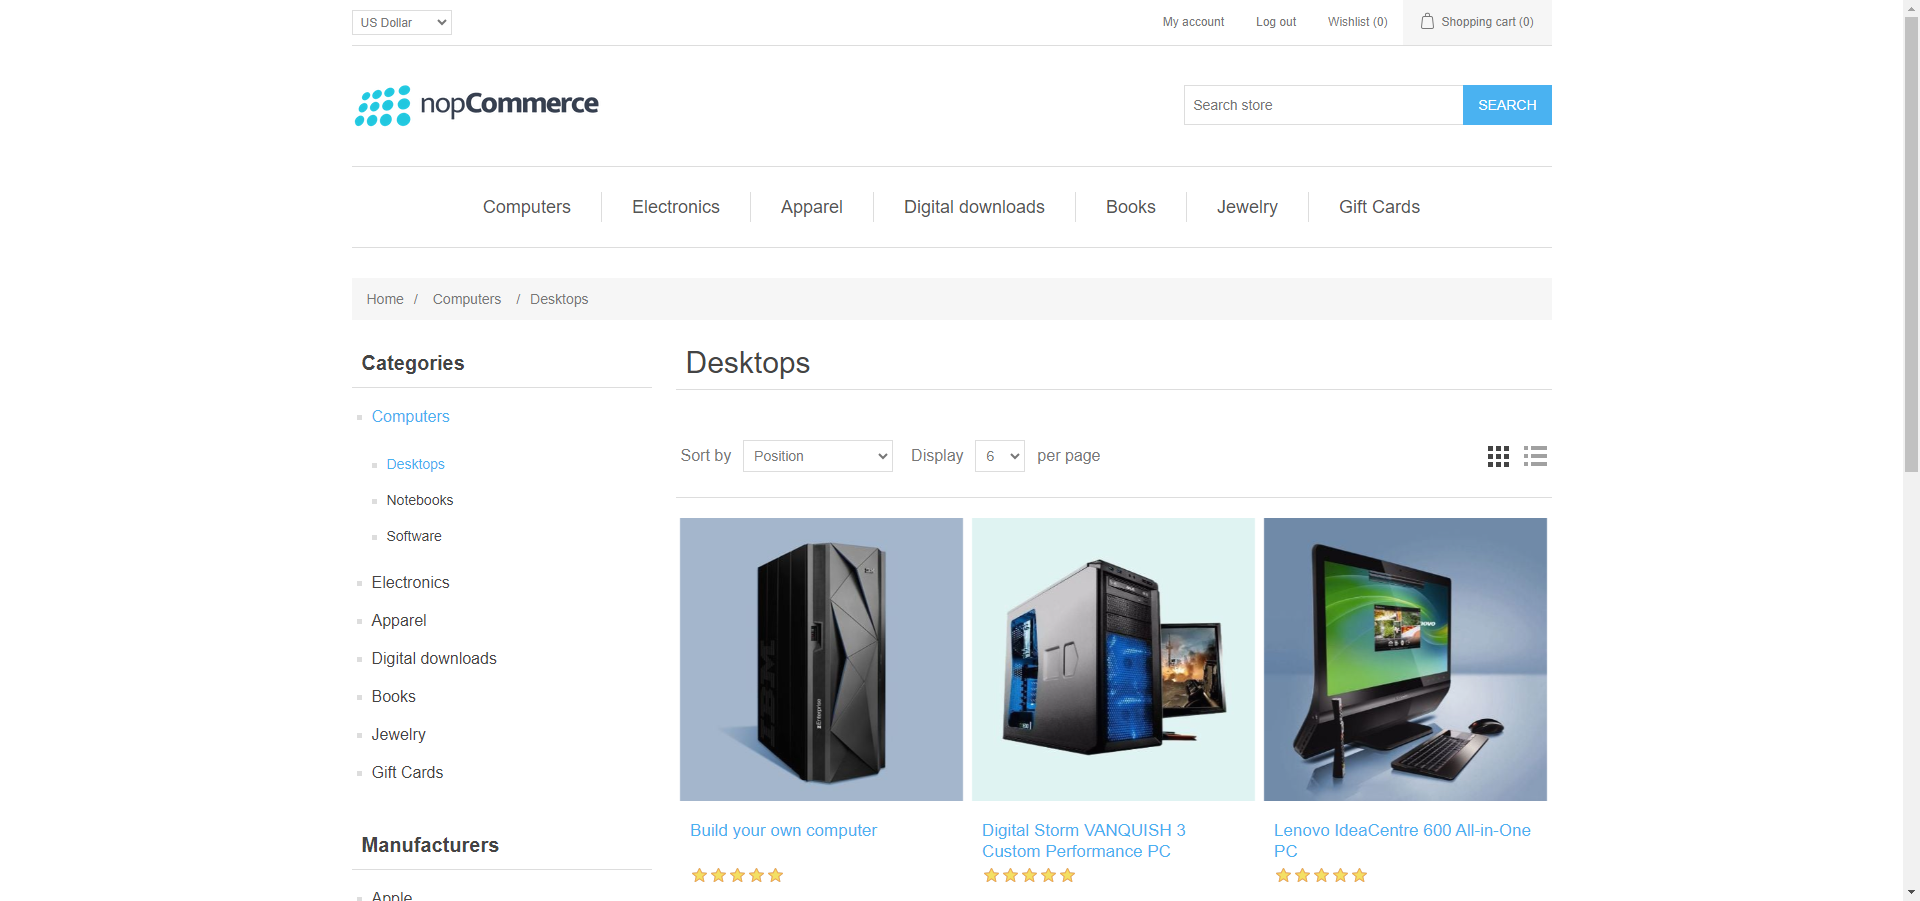 US Dollar
My account
Log out
Wishlist (0)
Shopping cart (0)
nopCommerce
Search store
SEARCH
Computers
Electronics
Apparel
Digital downloads
Books
Jewelry
Gift Cards
Home / Computers / Desktops
Categories
Computers
Desktops
Notebooks
Software
Electronics
Apparel
Digital downloads
Books
Jewelry
Gift Cards
Manufacturers
Apple
Desktops
Sort by Position Display 6 per page
IBM
Enterprise
Build your own computer
Digital Storm VANQUISH 3
Custom Performance PC
Lenovo IdeaCentre 600 All-in-One
PC